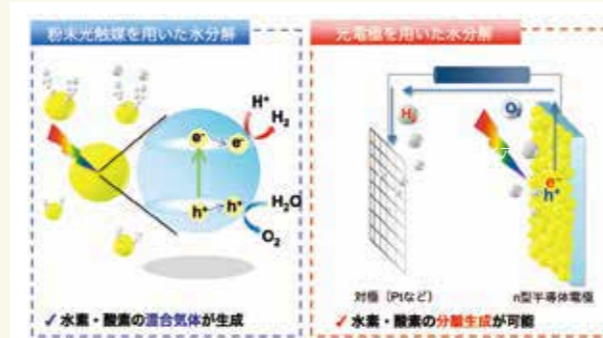 粉末光触媒を用いた水分解
H⁺
H₂
e⁻
e⁻
h⁺
h⁺
H₂O
O₂
✓ 水素・酸素の混合気体が生成
光電極を用いた水分解
H₂
O₂
e⁻
h⁺
対極（Ptなど）
n型半導体電極
✓ 水素・酸素の分離生成が可能